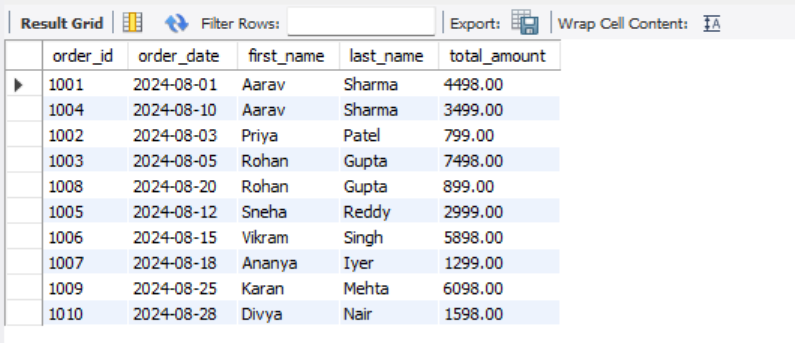 Result Grid Filter Rows: Export: Wrap Cell Content: IA
order_id order_date first_name last_name total_amount
1001 2024-08-01 Aarav Sharma 4498.00
1004 2024-08-10 Aarav Sharma 3499.00
1002 2024-08-03 Priya Patel 799.00
1003 2024-08-05 Rohan Gupta 7498.00
1008 2024-08-20 Rohan Gupta 899.00
1005 2024-08-12 Sneha Reddy 2999.00
1006 2024-08-15 Vikram Singh 5898.00
1007 2024-08-18 Ananya Iyer 1299.00
1009 2024-08-25 Karan Mehta 6098.00
1010 2024-08-28 Divya Nair 1598.00